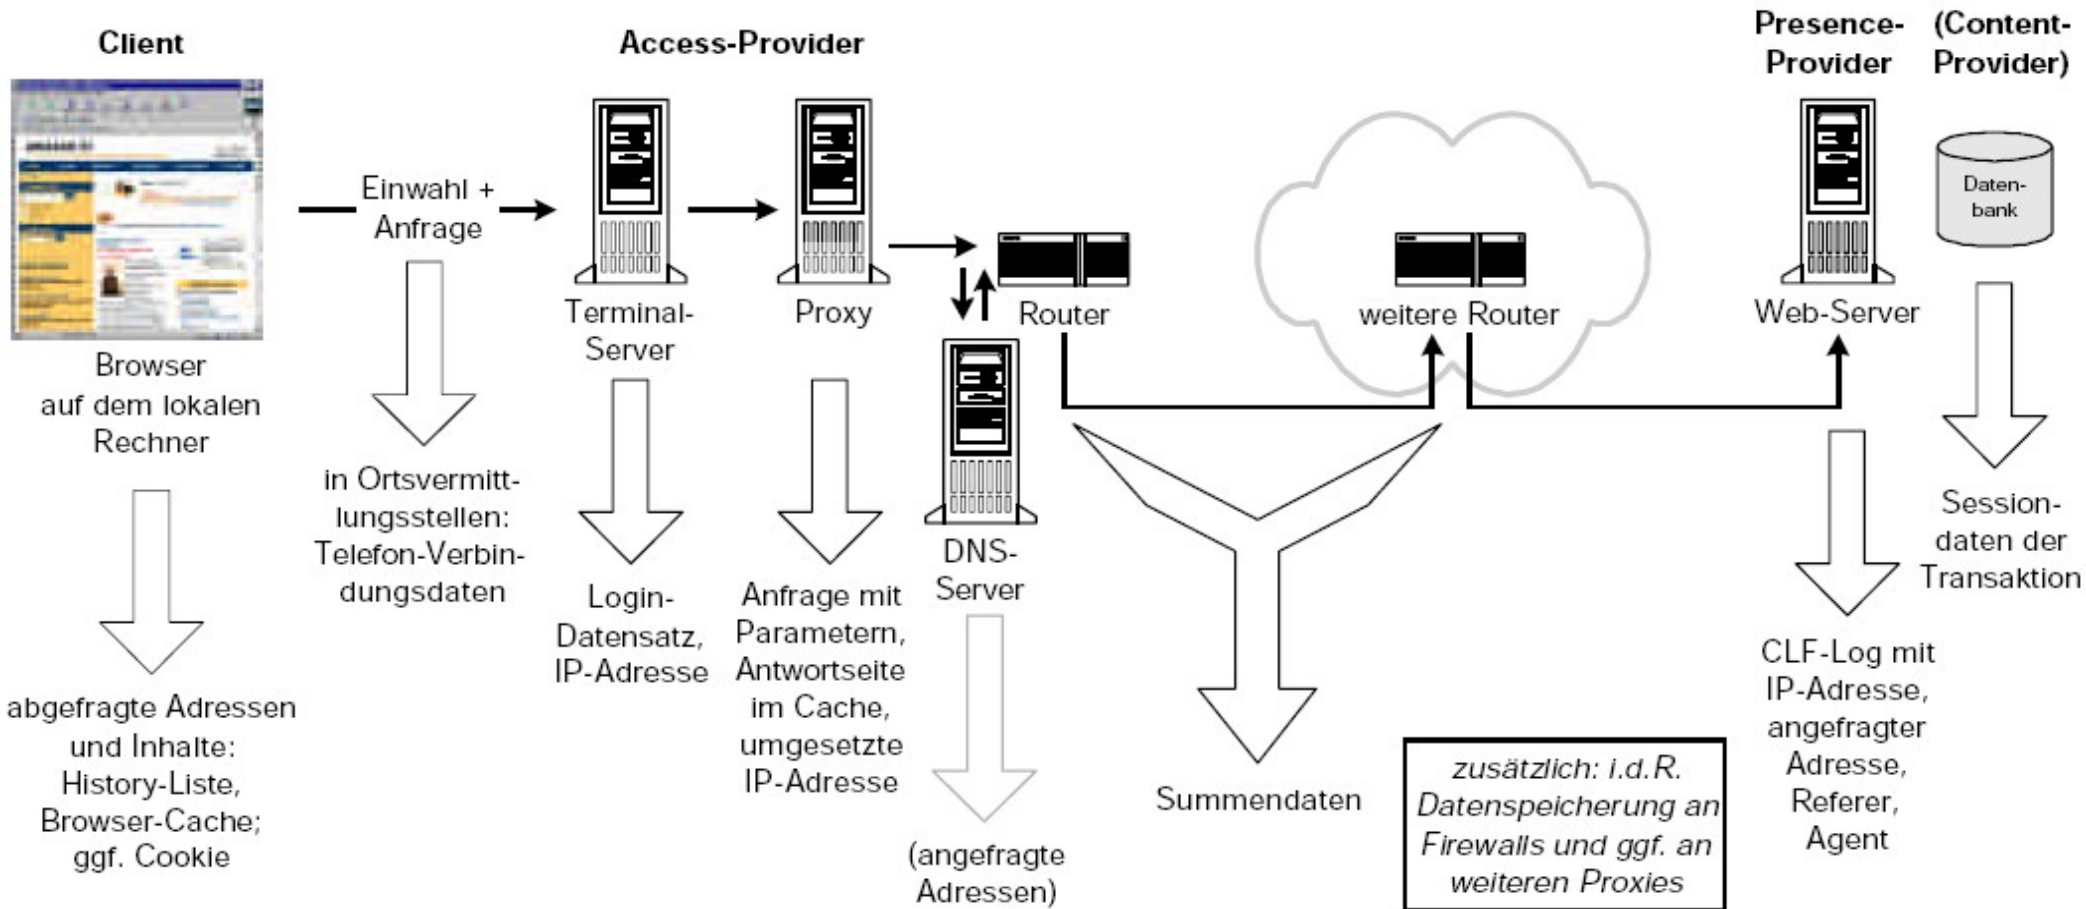 Client
Access-Provider
Presence-
Provider
(Content-
Provider)
Einwahl +
Anfrage
Daten-
bank
Terminal-
Server
Proxy
Router
weitere Router
Web-Server
Browser
auf dem lokalen
Rechner
in Ortsvermitt-
lungsstellen:
Telefon-Verbin-
dungsdaten
DNS-
Server
Session-
daten der
Transaktion
Login-
Datensatz,
IP-Adresse
Anfrage mit
Parametern,
Antwortseite
im Cache,
umgesetzte
IP-Adresse
CLF-Log mit
IP-Adresse,
angefragter
Adresse,
Referer,
Agent
abgefragte Adressen
und Inhalte:
History-Liste,
Browser-Cache;
ggf. Cookie
(angefragte
Adressen)
Summendaten
zusätzlich: i.d.R.
Datenspeicherung an
Firewalls und ggf. an
weiteren Proxies